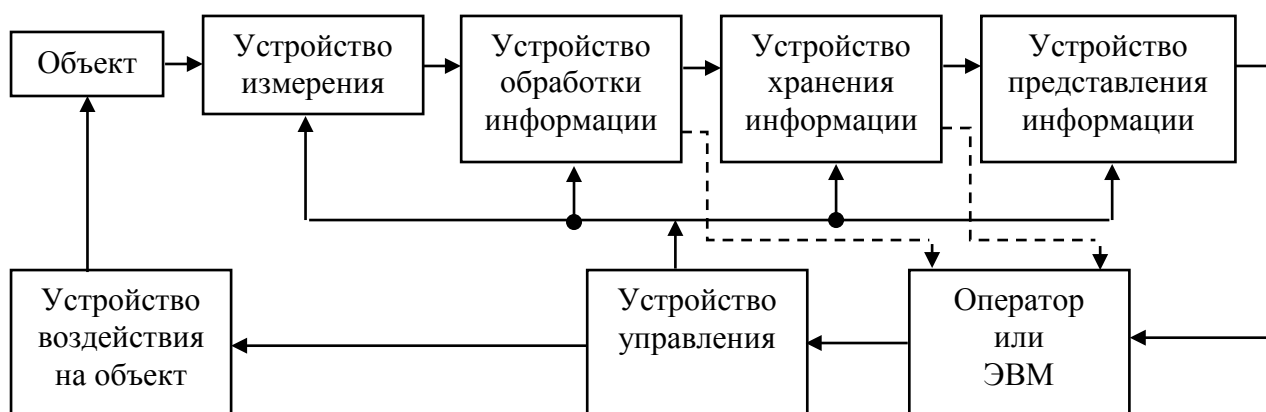 Объект
Устройство
измерения
Устройство
обработки
информации
Устройство
хранения
информации
Устройство
представления
информации
Устройство
воздействия
на объект
Устройство
управления
Оператор
или
ЭВМ